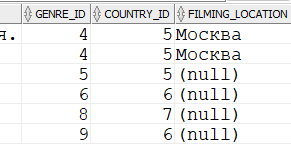 GENRE_ID COUNTRY_ID FILMING_LOCATION
я. 4 5 Москва
4 5 Москва
5 5 (null)
6 6 (null)
8 7 (null)
9 6 (null)